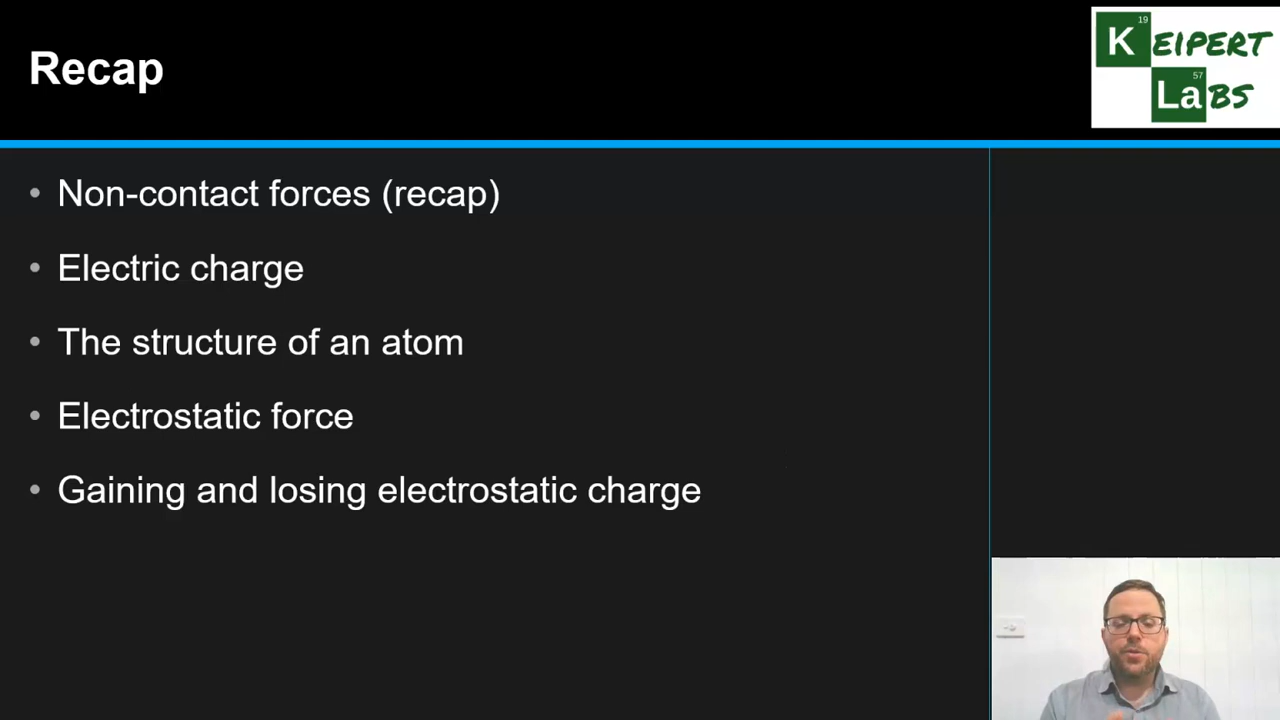 Recap
19
K EIPERT
57
La BS
• Non-contact forces (recap)
• Electric charge
• The structure of an atom
• Electrostatic force
• Gaining and losing electrostatic charge